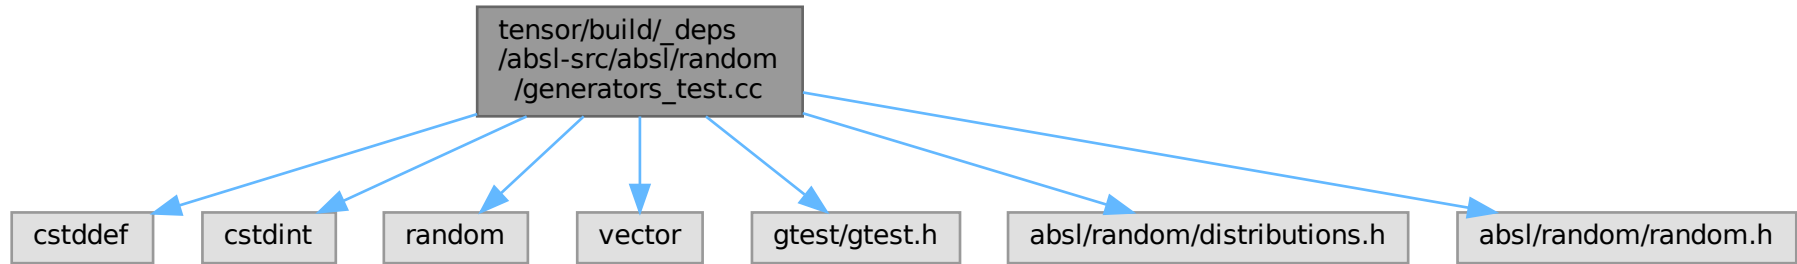 tensor/build/_deps
/absl-src/absl/random
/generators_test.cc
cstddef
cstdint
random
vector
gtest/gtest.h
absl/random/distributions.h
absl/random/random.h